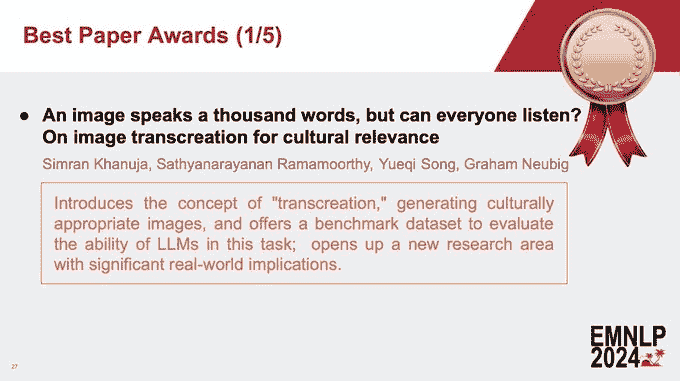 Best Paper Awards (1/5)
● An image speaks a thousand words, but can everyone listen?
On image transcreation for cultural relevance
Simran Khanuja, Sathyanarayanan Ramamoorthy, Yueqi Song, Graham Neubig
Introduces the concept of "transcreation," generating culturally
appropriate images, and offers a benchmark dataset to evaluate
the ability of LLMs in this task; opens up a new research area
with significant real-world implications.
27
EMNLP
2024